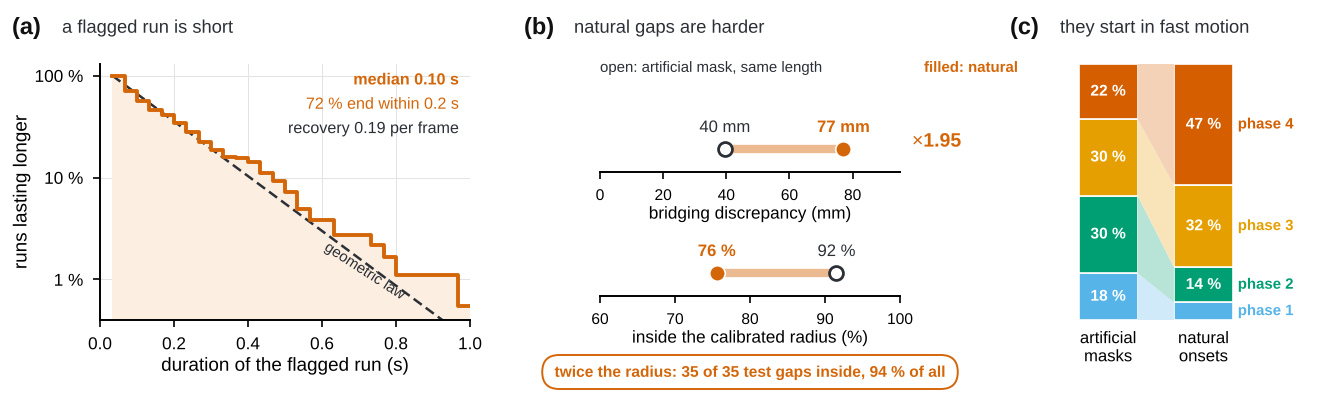 (a) a flagged run is short
100 %
10 %
1 %
runs lasting longer
median 0.10 s
72 % end within 0.2 s
recovery 0.19 per frame
geometric law
0.0 0.2 0.4 0.6 0.8 1.0
duration of the flagged run (s)
(b) natural gaps are harder
open: artificial mask, same length filled: natural
40 mm 77 mm
×1.95
0 20 40 60 80
bridging discrepancy (mm)
76 % 92 %
60 70 80 90 100
inside the calibrated radius (%)
twice the radius: 35 of 35 test gaps inside, 94 % of all
(c) they start in fast motion
22 % 47 % phase 4
30 % 32 % phase 3
30 % 14 % phase 2
18 % phase 1
artificial natural
masks onsets